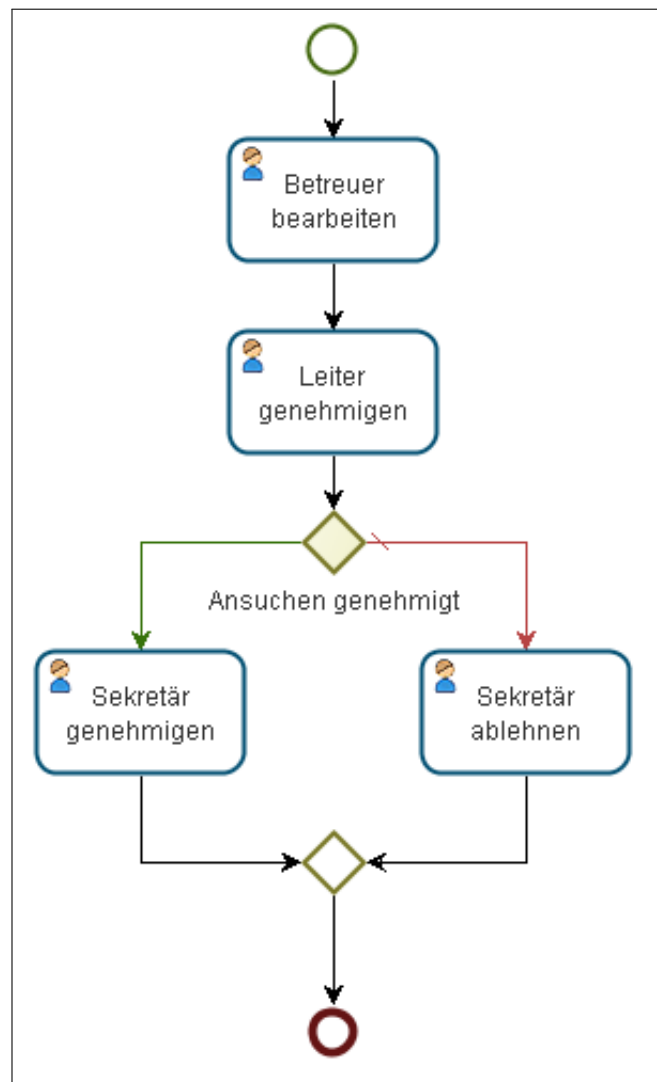 Betreuer
bearbeiten
Leiter
genehmigen
Ansuchen genehmigt
Sekretär
genehmigen
Sekretär
ablehnen